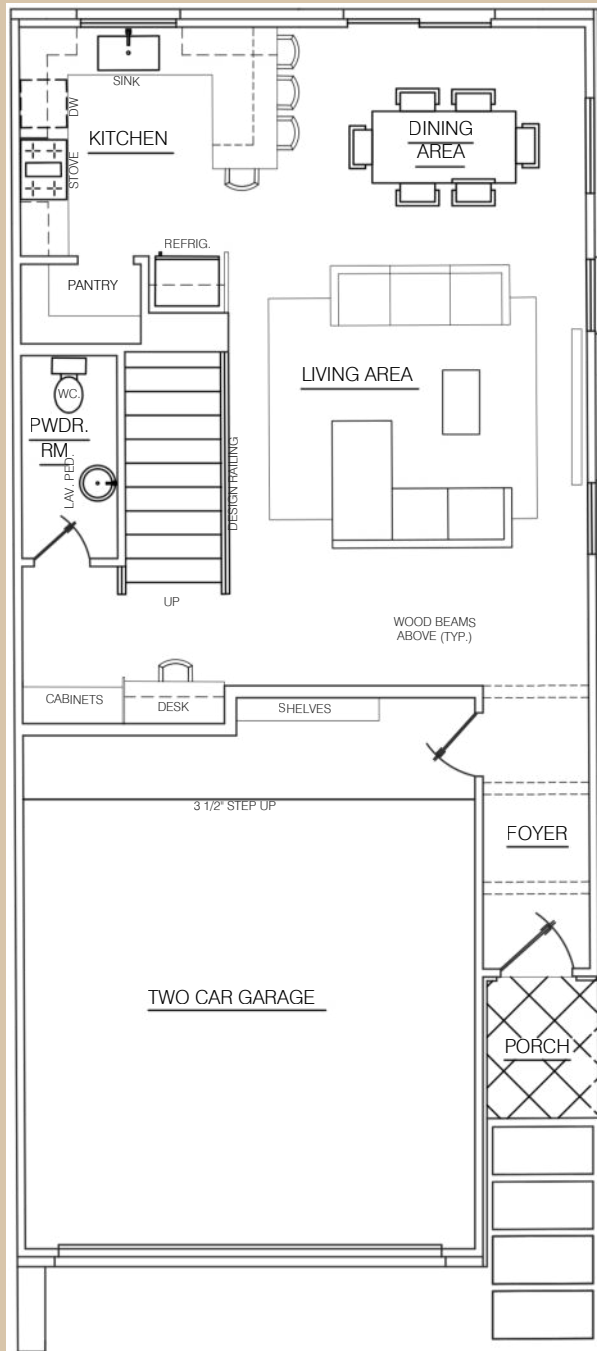 SINK
DW
KITCHEN
DINING
AREA
STOVE
REFRIG.
PANTRY
LIVING AREA
WC.
PWDR.
RM
LAV. PED.
DESIGN RAILING
UP
WOOD BEAMS
ABOVE (TYP.)
CABINETS
DESK
SHELVES
3 1/2" STEP UP
FOYER
TWO CAR GARAGE
PORCH